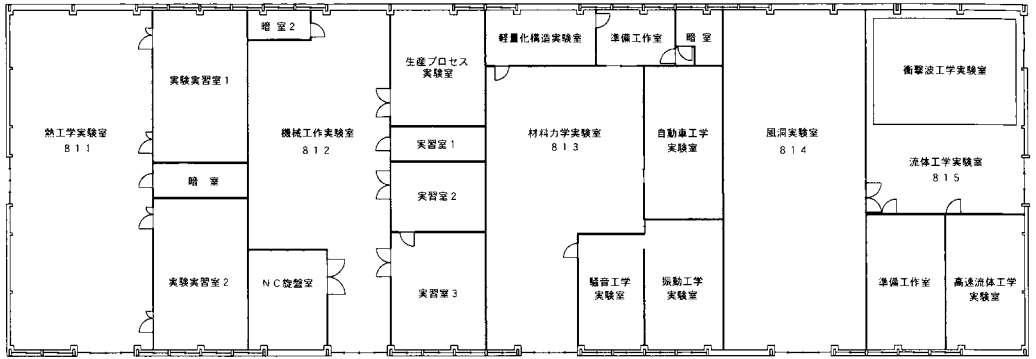 熱工学実験室
811
実験実習室1
暗 室
実験実習室2
暗 室 2
機械工作実験室
812
NC旋盤室
生産プロセス
実験室
実習室1
実習室2
実習室3
軽量化構造実験室
準備工作室
暗 室
材料力学実験室
813
自動車工学
実験室
騒音工学
実験室
振動工学
実験室
風洞実験室
814
衝撃波工学実験室
流体工学実験室
815
準備工作室
高速流体工学
実験室